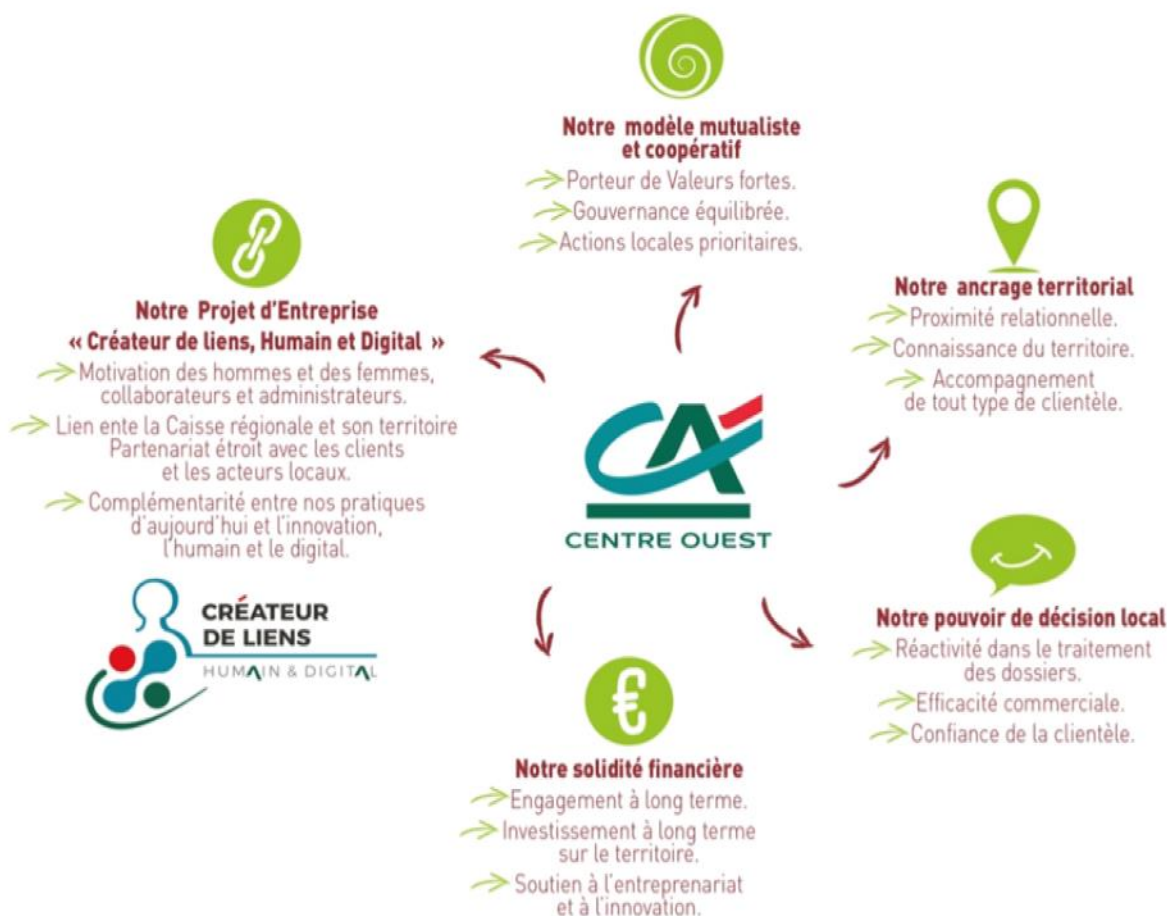 Notre modèle mutualiste
et coopératif
Porteur de Valeurs fortes.
Gouvernance équilibrée.
Actions locales prioritaires.
Notre ancrage territorial
Proximité relationnelle.
Connaissance du territoire.
Accompagnement
de tout type de clientèle.
Notre Projet d'Entreprise
« Créateur de liens, Humain et Digital »
Motivation des hommes et des femmes,
collaborateurs et administrateurs.
Lien ente la Caisse régionale et son territoire
Partenariat étroit avec les clients
et les acteurs locaux.
Complémentarité entre nos pratiques
d'aujourd'hui et l'innovation,
l'humain et le digital.
CRÉATEUR
DE LIENS
HUMAIN & DIGITAL
CA
CENTRE OUEST
Notre pouvoir de décision local
Réactivité dans le traitement
des dossiers.
Efficacité commerciale.
Confiance de la clientèle.
€
Notre solidité financière
Engagement à long terme.
Investissement à long terme
sur le territoire.
Soutien à l'entreprenariat
et à l'innovation.